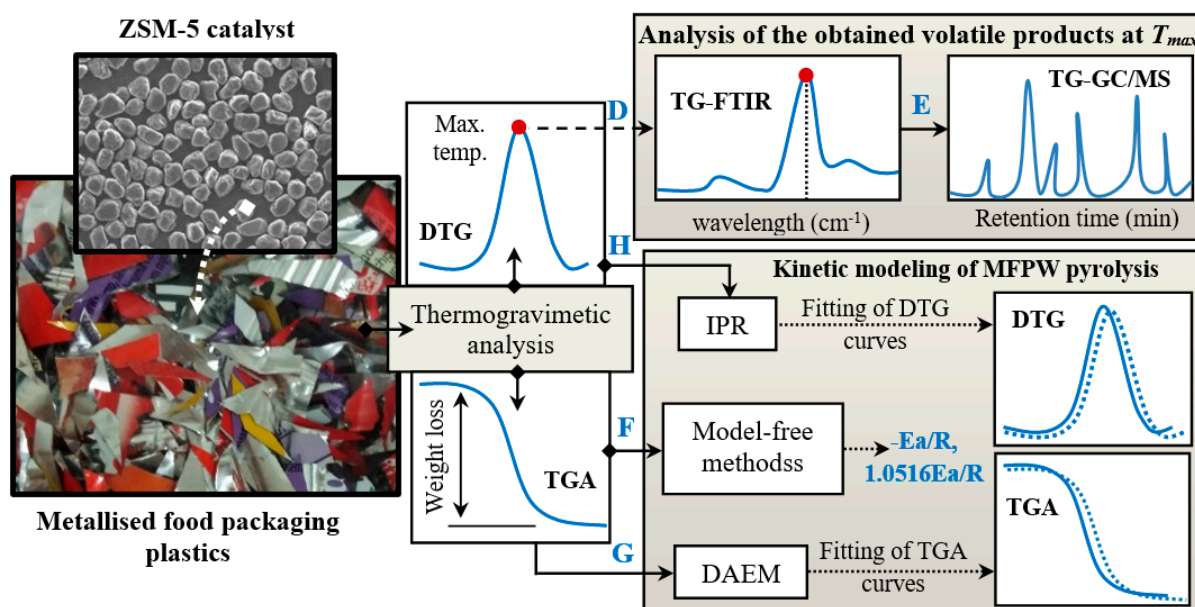 ZSM-5 catalyst
Metallised food packaging
plastics
Max.
temp.
DTG
Thermogravimetic
analysis
Weight loss
TGA
D
H
F
G
Analysis of the obtained volatile products at Tmax
TG-FTIR
wavelength (cm-1)
E
TG-GC/MS
Retention time (min)
Kinetic modeling of MFPW pyrolysis
IPR
Fitting of DTG
curves
DTG
Model-free
methodss
-Ea/R,
1.0516Ea/R
DAEM
Fitting of TGA
curves
TGA